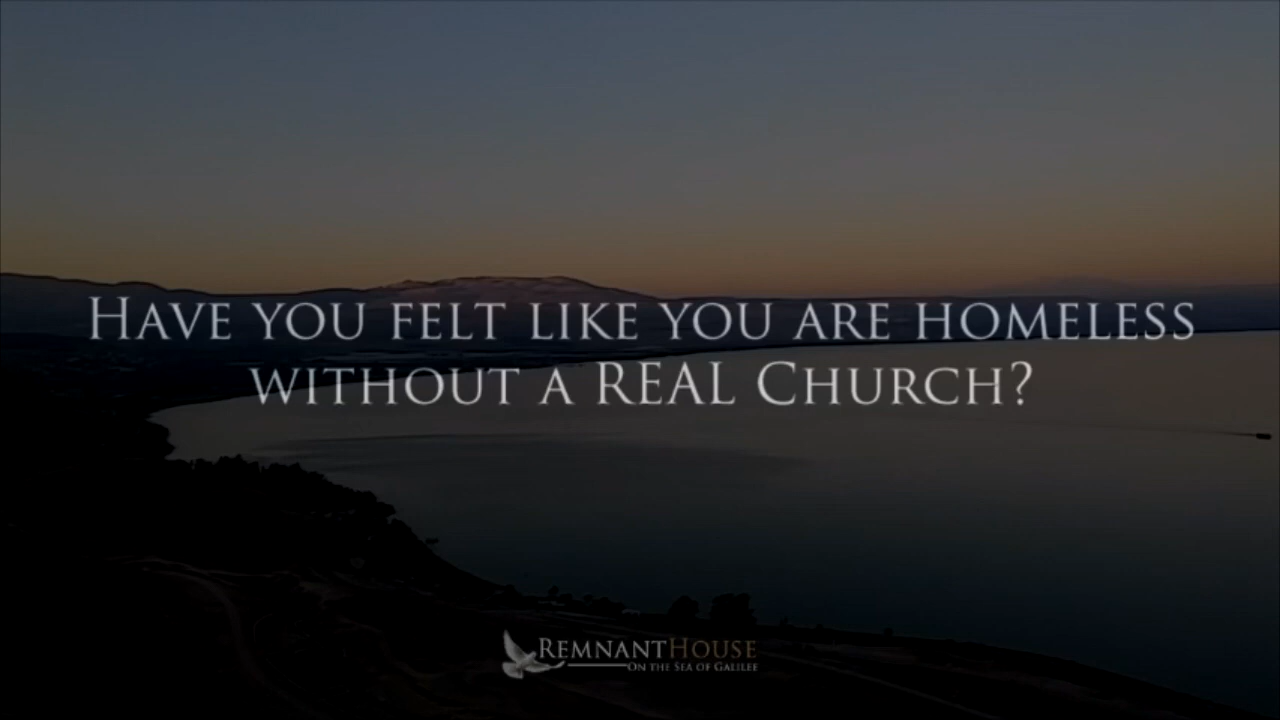 Have you felt like you are homeless
without a REAL Church?
RemnantHouse
On the Sea of Galilee